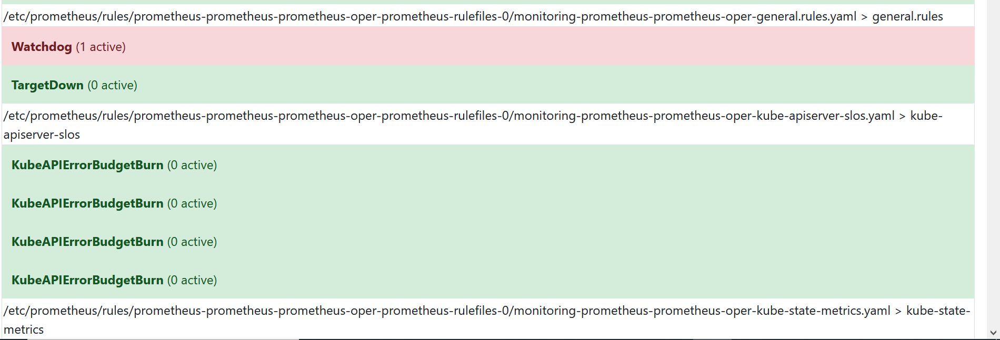 /etc/prometheus/rules/prometheus-prometheus-prometheus-oper-prometheus-rulefiles-0/monitoring-prometheus-prometheus-oper-general.rules.yaml > general.rules
Watchdog (1 active)
TargetDown (0 active)
/etc/prometheus/rules/prometheus-prometheus-prometheus-oper-prometheus-rulefiles-0/monitoring-prometheus-prometheus-oper-kube-apiserver-slos.yaml > kube-
apiserver-slos
KubeAPIErrorBudgetBurn (0 active)
KubeAPIErrorBudgetBurn (0 active)
KubeAPIErrorBudgetBurn (0 active)
KubeAPIErrorBudgetBurn (0 active)
/etc/prometheus/rules/prometheus-prometheus-prometheus-oper-prometheus-rulefiles-0/monitoring-prometheus-prometheus-oper-kube-state-metrics.yaml > kube-state-
metrics